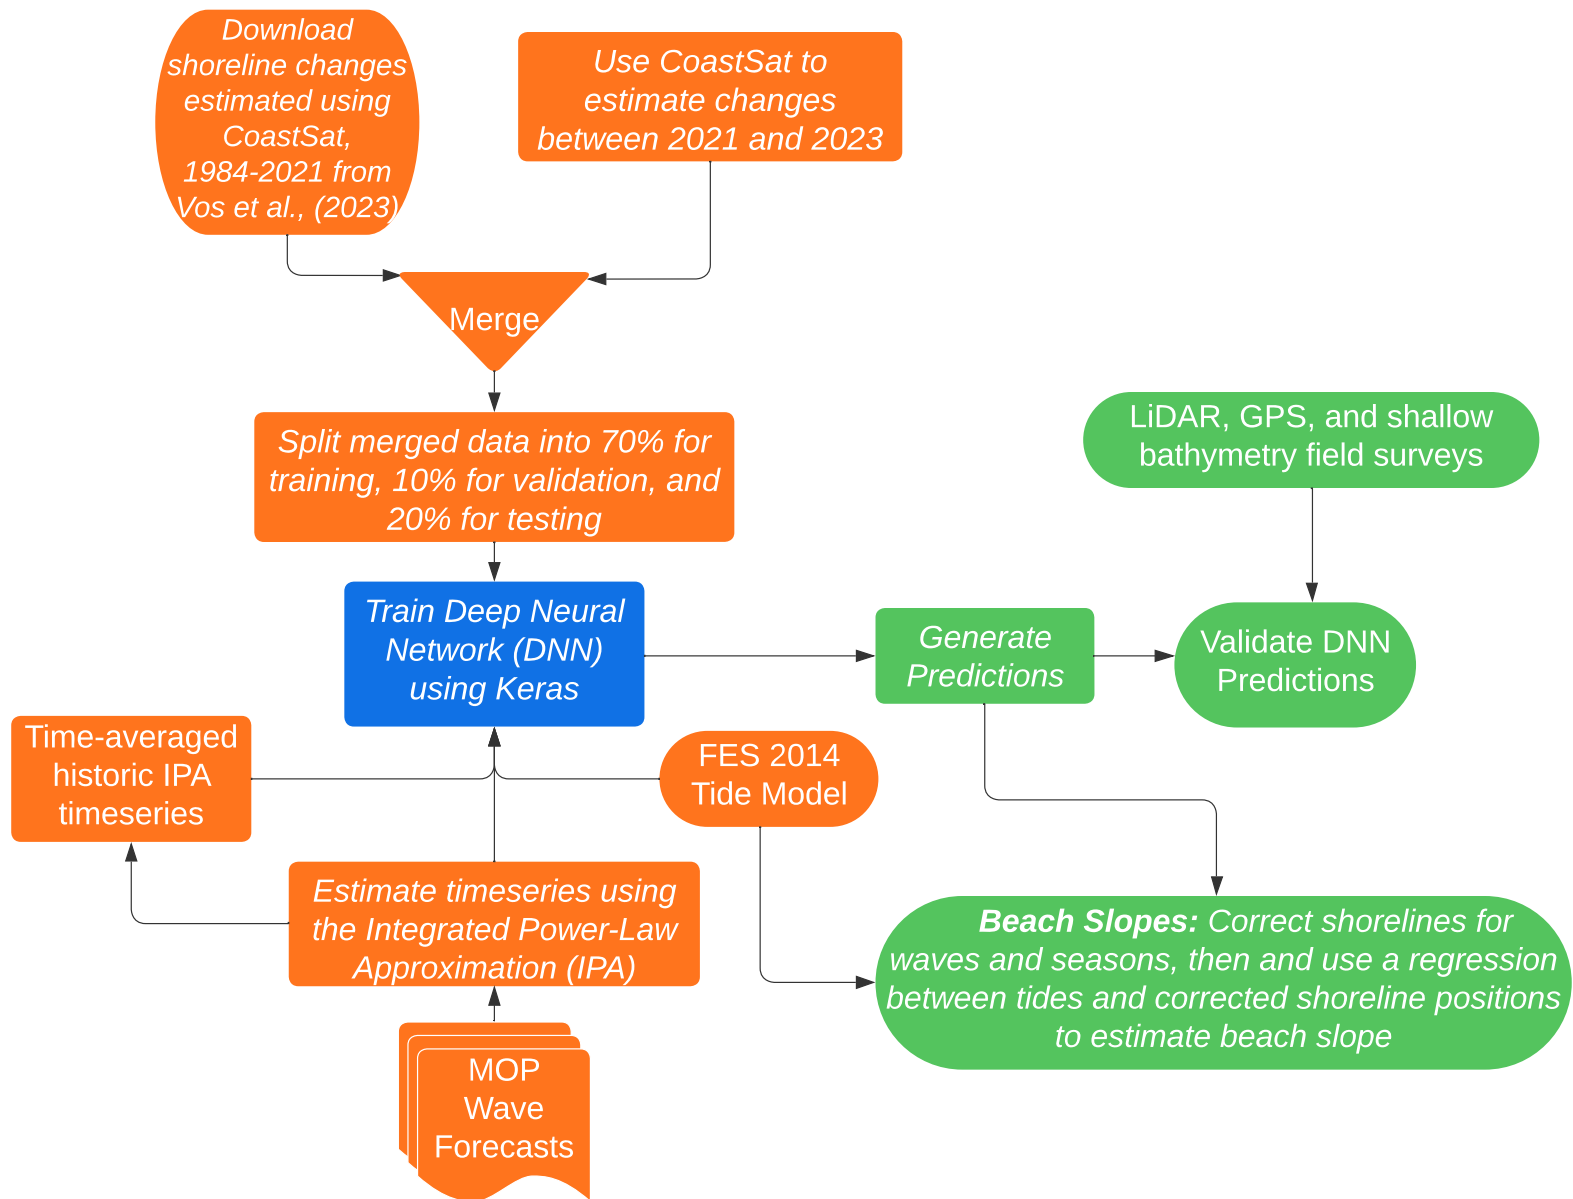 Download
shoreline changes
estimated using
CoastSat,
1984-2021 from
Vos et al., (2023)
Use CoastSat to
estimate changes
between 2021 and 2023
Merge
Split merged data into 70% for
training, 10% for validation, and
20% for testing
LiDAR, GPS, and shallow
bathymetry field surveys
Train Deep Neural
Network (DNN)
using Keras
Generate
Predictions
Validate DNN
Predictions
Time-averaged
historic IPA
timeseries
FES 2014
Tide Model
Estimate timeseries using
the Integrated Power-Law
Approximation (IPA)
Beach Slopes: Correct shorelines for
waves and seasons, then and use a regression
between tides and corrected shoreline positions
to estimate beach slope
MOP
Wave
Forecasts